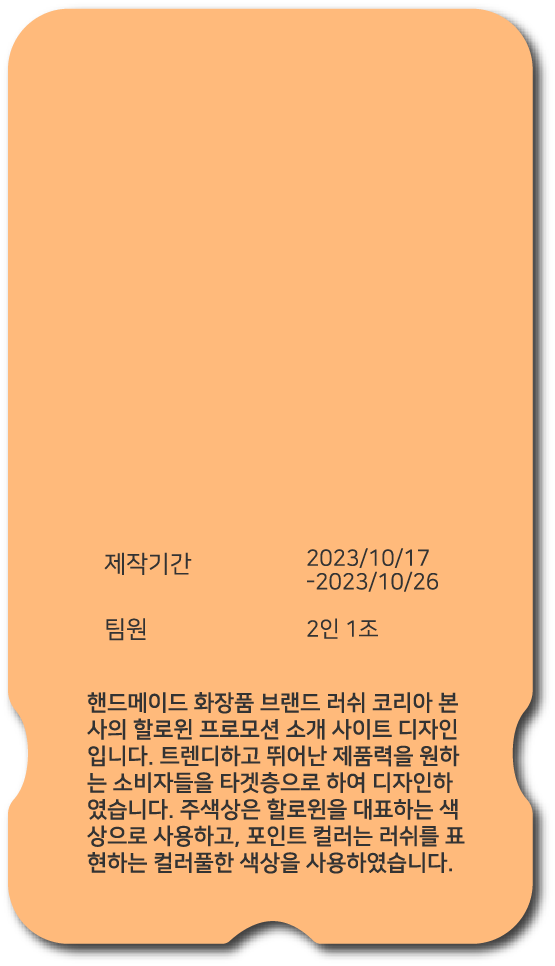 제작기간
2023/10/17
-2023/10/26
팀원
2인 1조
핸드메이드 화장품 브랜드 러쉬 코리아 본
사의 할로윈 프로모션 소개 사이트 디자인
입니다. 트렌디하고 뛰어난 제품력을 원하
는 소비자들을 타겟층으로 하여 디자인하
였습니다. 주색상은 할로윈을 대표하는 색
상으로 사용하고, 포인트 컬러는 러쉬를 표
현하는 컬러풀한 색상을 사용하였습니다.